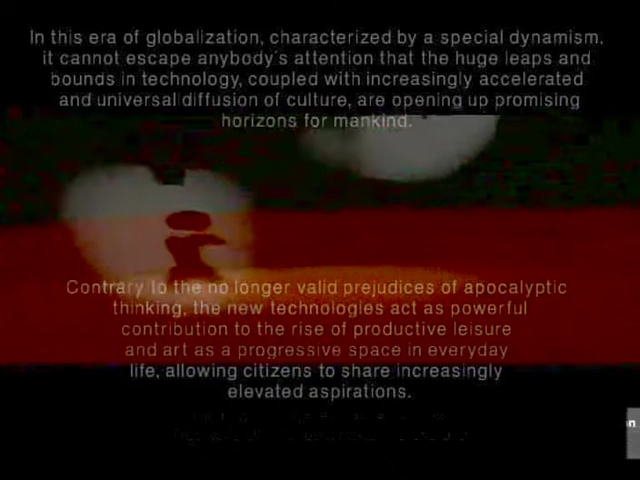 In this era of globalization, characterized by a special dynamism,
it cannot escape anybody's attention that the huge leaps and
bounds in technology, coupled with increasingly accelerated
and universal diffusion of culture, are opening up promising
horizons for mankind.
Contrary to the no longer valid prejudices of apocalyptic
thinking, the new technologies act as powerful
contribution to the rise of productive leisure
and art as a progressive space in everyday
life, allowing citizens to share increasingly
elevated aspirations.